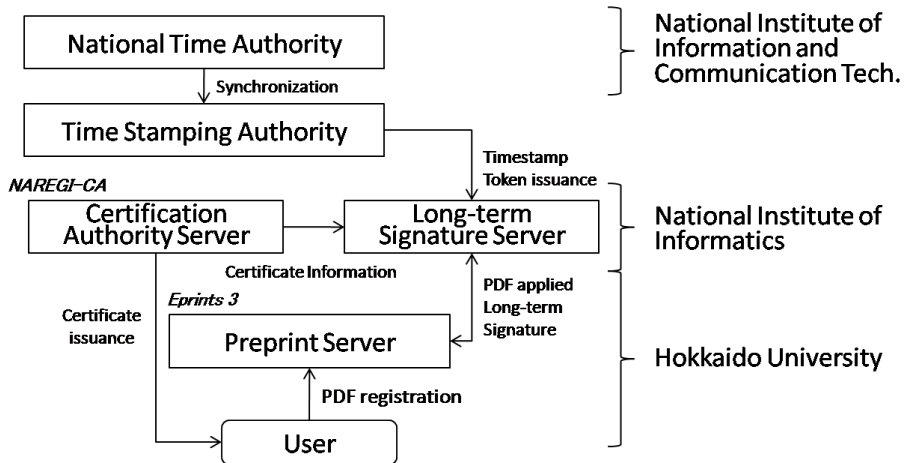 National Time Authority
National Institute of
Information and
Communication Tech.
Synchronization
Time Stamping Authority
Timestamp
Token issuance
NAREGI-CA
Certification
Authority Server
Long-term
Signature Server
National Institute of
Informatics
Certificate Information
PDF applied
Long-term
Signature
Eprints 3
Certificate
issuance
Preprint Server
Hokkaido University
PDF registration
User